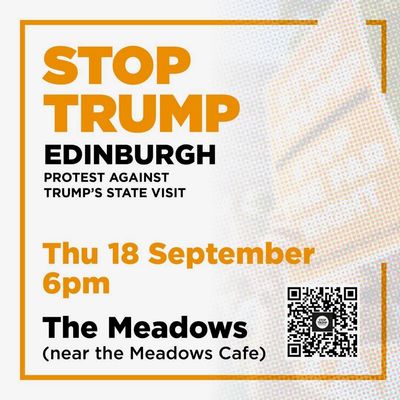 STOP
TRUMP
EDINBURGH
PROTEST AGAINST
TRUMP'S STATE VISIT
Thu 18 September
6pm
The Meadows
(near the Meadows Cafe)